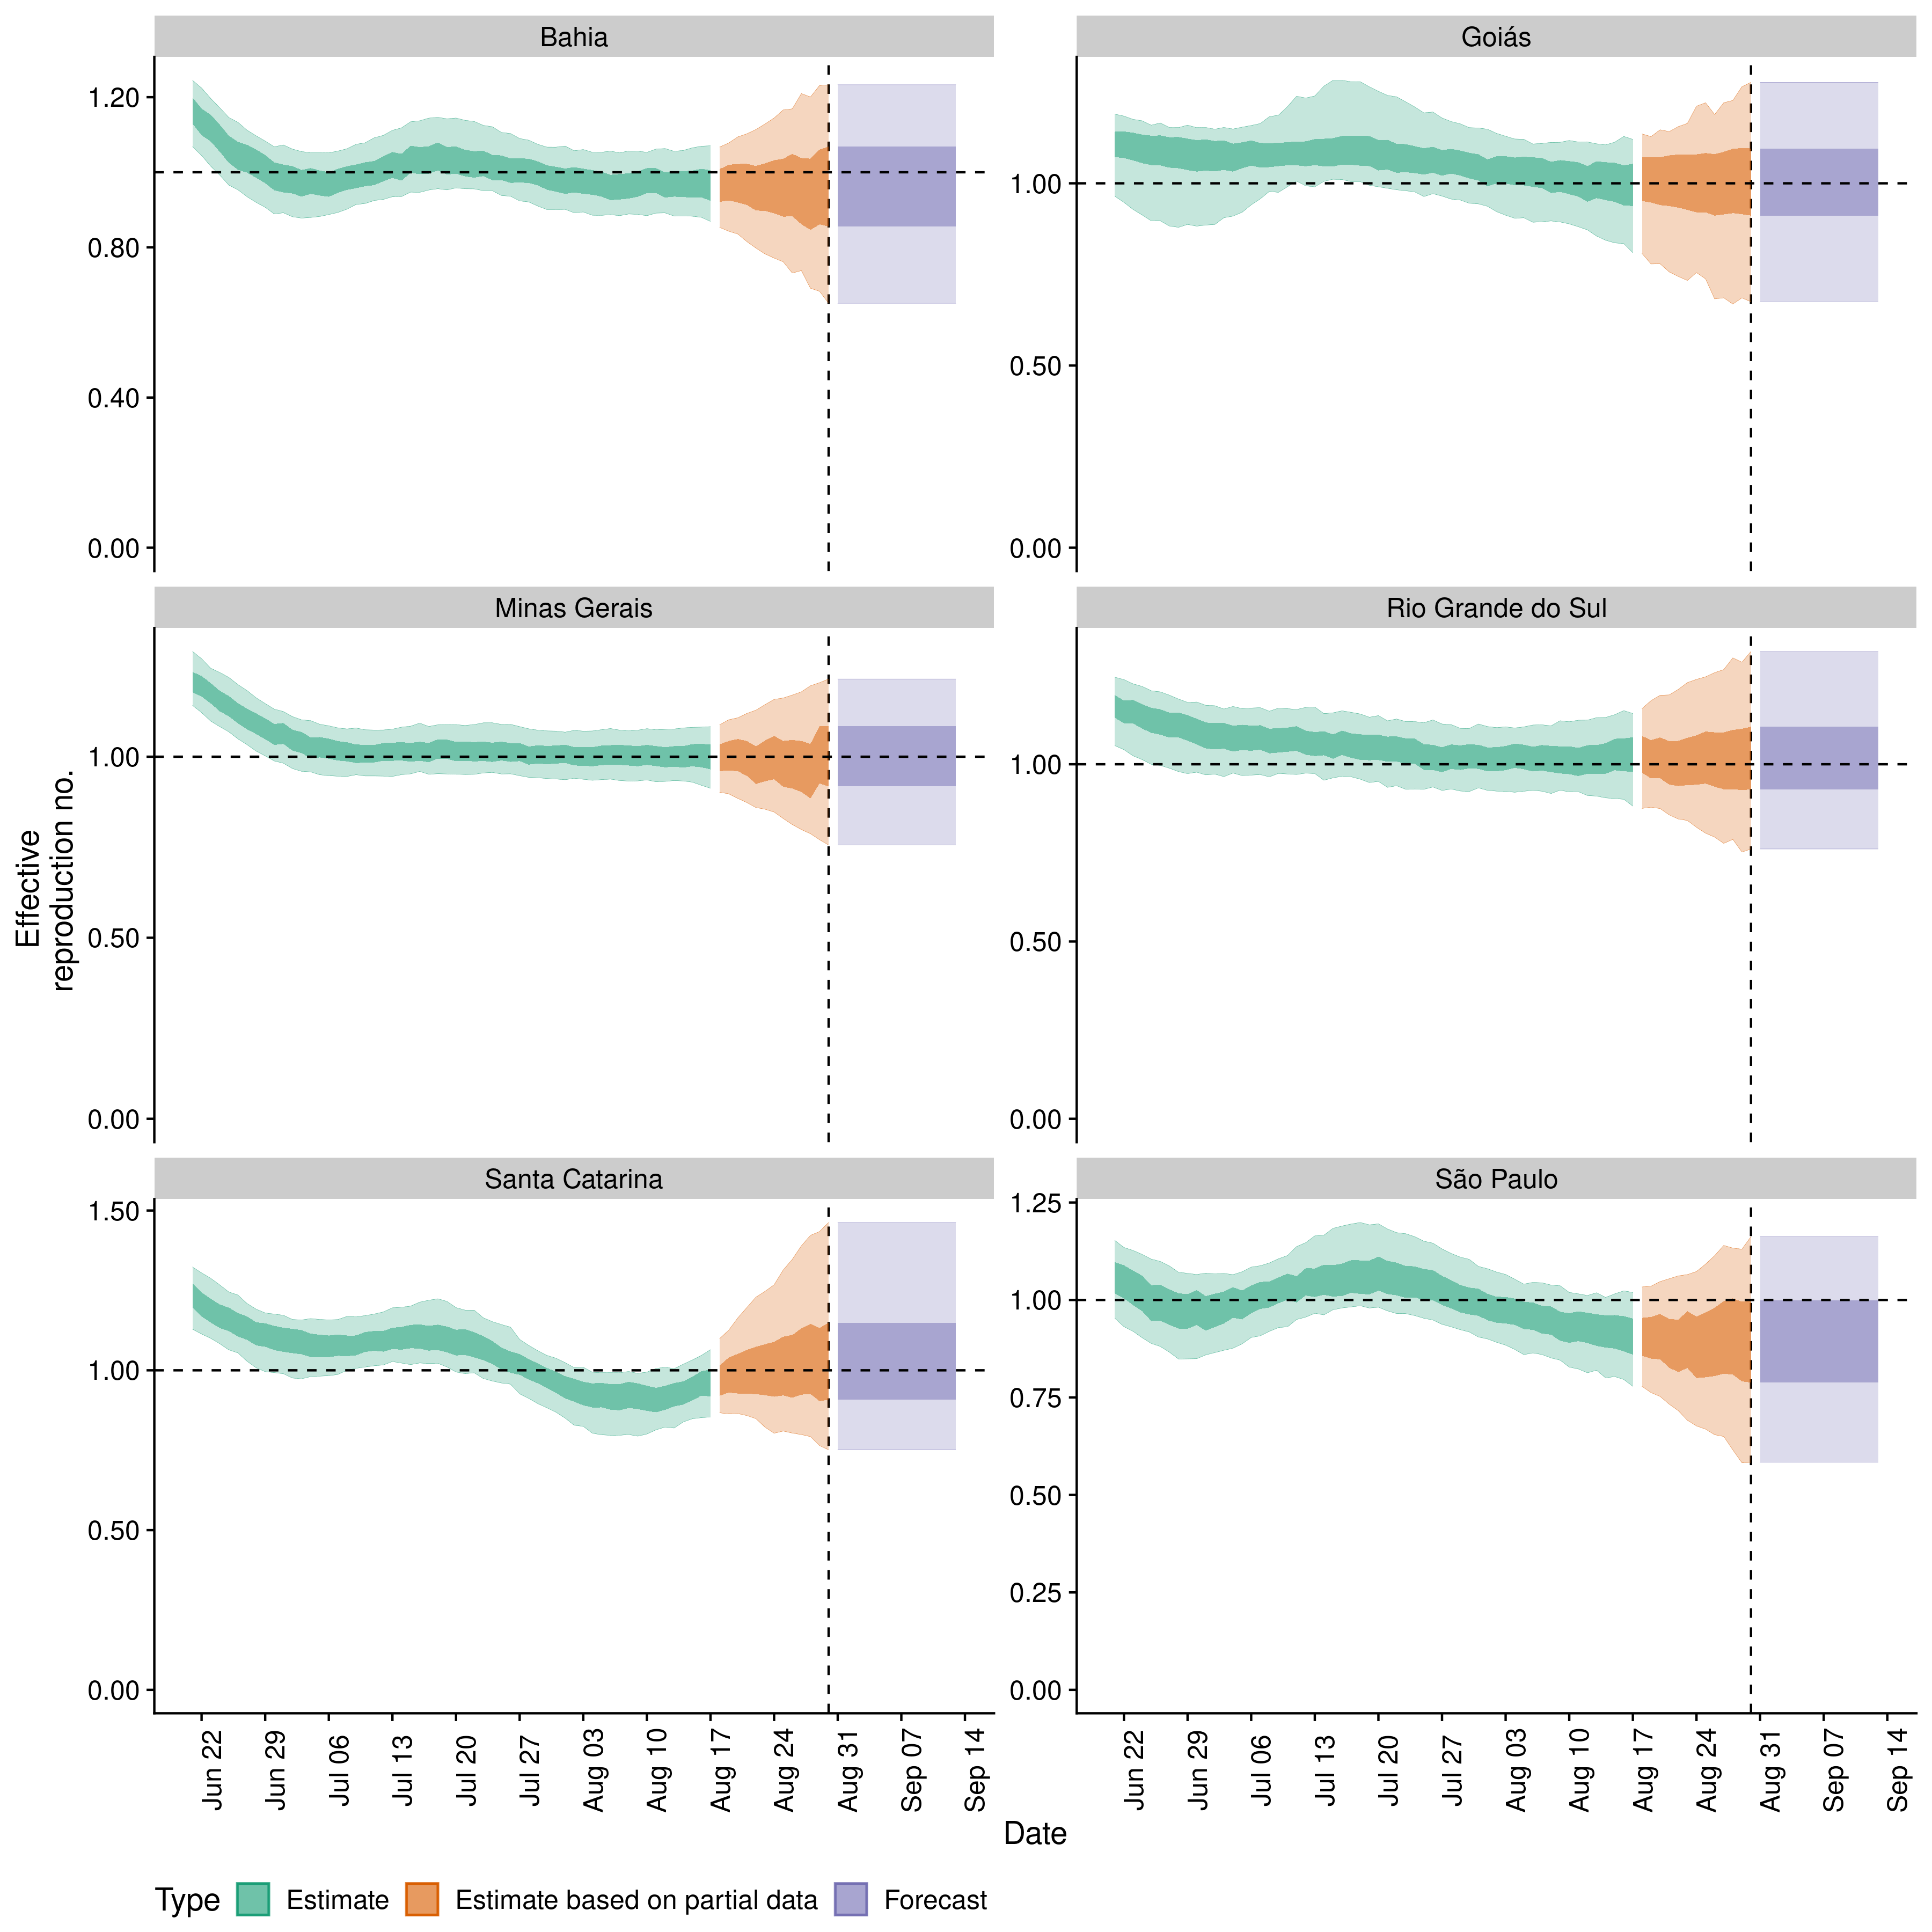 Bahia
Goiás
1.20
0.80
0.40
0.00
1.00
0.50
0.00
Minas Gerais
Rio Grande do Sul
1.00
0.50
0.00
1.00
0.50
0.00
Santa Catarina
São Paulo
1.50
1.00
0.50
0.00
1.25
1.00
0.75
0.50
0.25
0.00
Effective
reproduction no.
Jun 22
Jun 29
Jul 06
Jul 13
Jul 20
Jul 27
Aug 03
Aug 10
Aug 17
Aug 24
Aug 31
Sep 07
Sep 14
Jun 22
Jun 29
Jul 06
Jul 13
Jul 20
Jul 27
Aug 03
Aug 10
Aug 17
Aug 24
Aug 31
Sep 07
Sep 14
Date
Type Estimate Estimate based on partial data Forecast